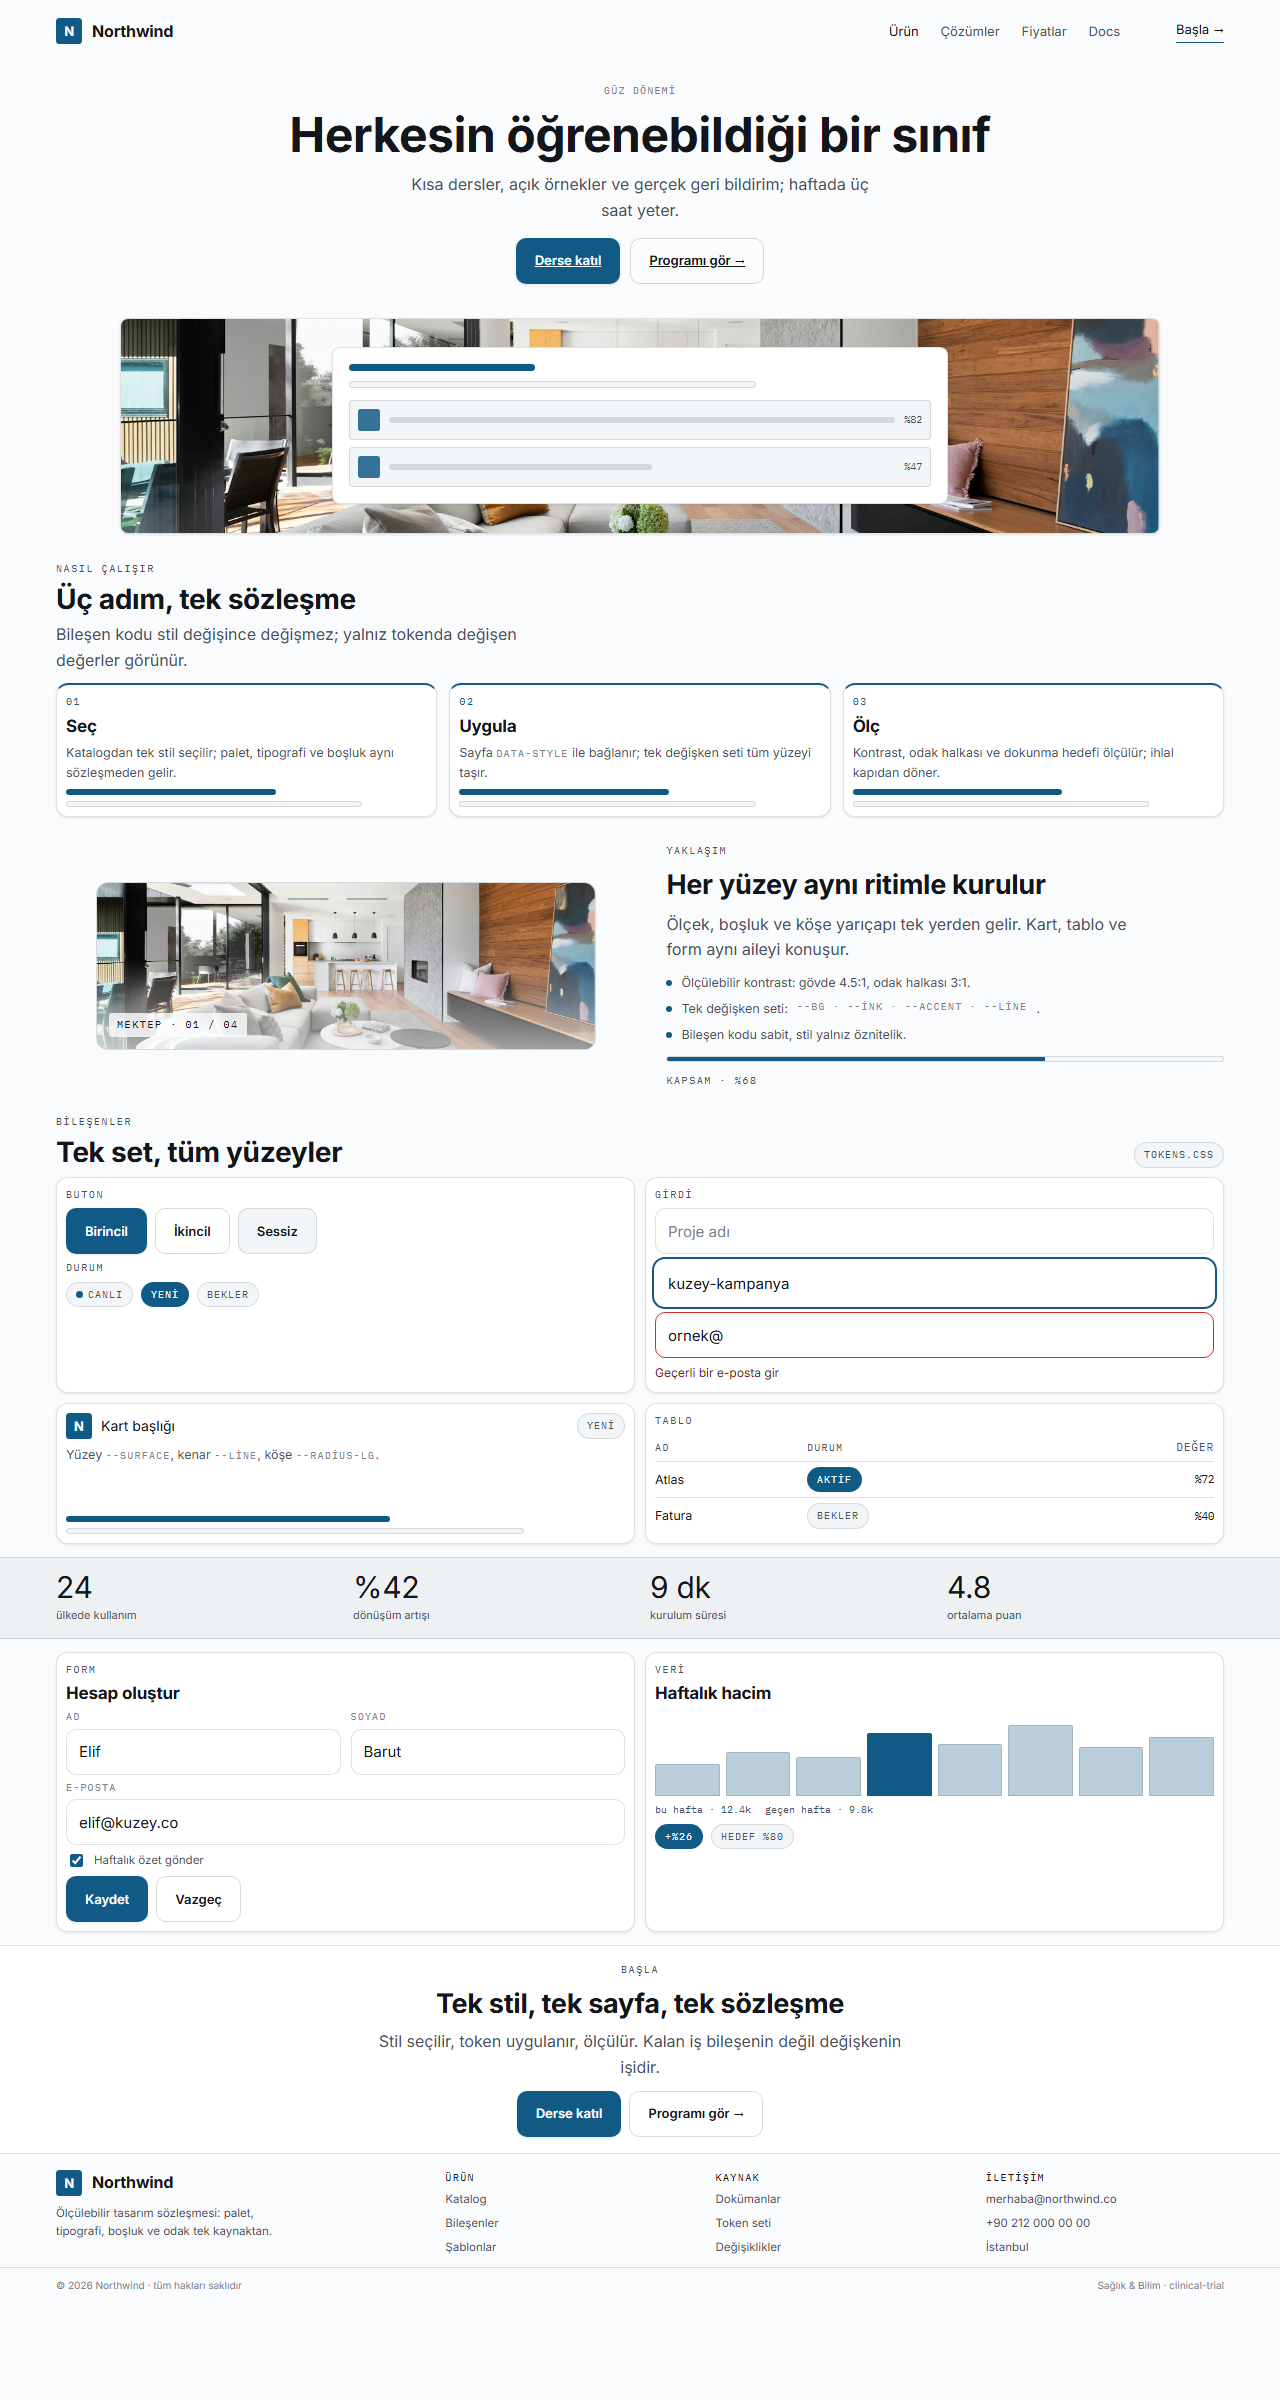 N Northwind
Ürün Çözümler Fiyatlar Docs Başla →
GÜZ DÖNEMİ
Herkesin öğrenebildiği bir sınıf
Kısa dersler, açık örnekler ve gerçek geri bildirim; haftada üç
saat yeter.
Derse katıl Programı gör →
%82
%47
NASIL ÇALIŞIR
Üç adım, tek sözleşme
Bileşen kodu stil değişince değişmez; yalnız tokenda değişen
değerler görünür.
01
Seç
Katalogdan tek stil seçilir; palet, tipografi ve boşluk aynı
sözleşmeden gelir.
02
Uygula
Sayfa DATA-STYLE ile bağlanır; tek değişken seti tüm yüzeyi
taşır.
03
Ölç
Kontrast, odak halkası ve dokunma hedefi ölçülür; ihlal
kapıdan döner.
MEKTEP · 01 / 04
YAKLAŞIM
Her yüzey aynı ritimle kurulur
Ölçek, boşluk ve köşe yarıçapı tek yerden gelir. Kart, tablo ve
form aynı aileyi konuşur.
Ölçülebilir kontrast: gövde 4.5:1, odak halkası 3:1.
Tek değişken seti: --BG · --İNK · --ACCENT · --LİNE .
Bileşen kodu sabit, stil yalnız öznitelik.
KAPSAM · %68
BİLEŞENLER
Tek set, tüm yüzeyler
TOKENS.CSS
BUTON
Birincil İkincil Sessiz
DURUM
CANLI YENİ BEKLER
GİRDİ
Proje adı
kuzey-kampanya
ornek@
Geçerli bir e-posta gir
N Kart başlığı YENİ
Yüzey --SURFACE, kenar --LİNE, köşe --RADİUS-LG.
TABLO
AD DURUM DEĞER
Atlas AKTİF %72
Fatura BEKLER %40
24
ülkede kullanım
%42
dönüşüm artışı
9 dk
kurulum süresi
4.8
ortalama puan
FORM
Hesap oluştur
AD SOYAD
Elif Barut
E-POSTA
elif@kuzey.co
Haftalık özet gönder
Kaydet Vazgeç
VERİ
Haftalık hacim
bu hafta · 12.4k geçen hafta · 9.8k
+%26 HEDEF %80
BAŞLA
Tek stil, tek sayfa, tek sözleşme
Stil seçilir, token uygulanır, ölçülür. Kalan iş bileşenin değil değişkenin
işidir.
Derse katıl Programı gör →
N Northwind
Ölçülebilir tasarım sözleşmesi: palet,
tipografi, boşluk ve odak tek kaynaktan.
ÜRÜN
Katalog
Bileşenler
Şablonlar
KAYNAK
Dokümanlar
Token seti
Değişiklikler
İLETİŞİM
merhaba@northwind.co
+90 212 000 00 00
İstanbul
© 2026 Northwind · tüm hakları saklıdır
Sağlık & Bilim · clinical-trial